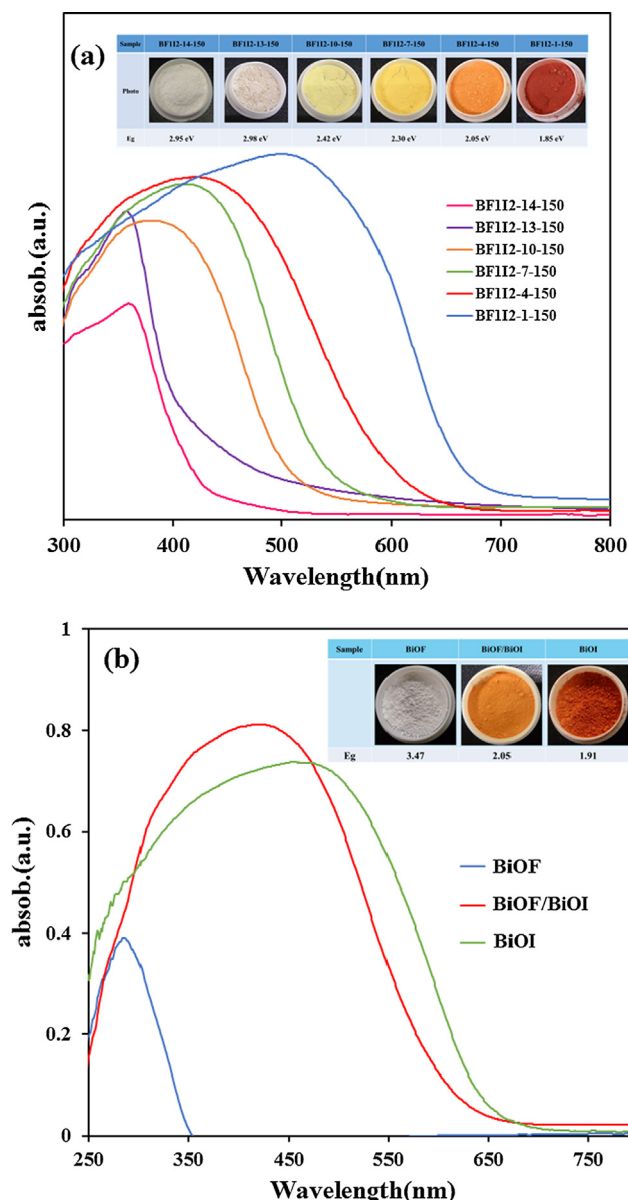 (a)
Sample BF1I2-14-150 BF1I2-13-150 BF1I2-10-150 BF1I2-7-150 BF1I2-4-150 BF1I2-1-150
Photo
Eg 2.95 eV 2.98 eV 2.42 eV 2.30 eV 2.05 eV 1.85 eV
BF1I2-14-150
BF1I2-13-150
BF1I2-10-150
BF1I2-7-150
BF1I2-4-150
BF1I2-1-150
absob.(a.u.)
300 400 500 600 700 800
Wavelength(nm)
(b)
Sample BiOF BiOF/BiOI BiOI
Eg 3.47 2.05 1.91
1
0.8
0.6
0.4
0.2
0
absob.(a.u.)
BiOF
BiOF/BiOI
BiOI
250 350 450 550 650 750
Wavelength(nm)